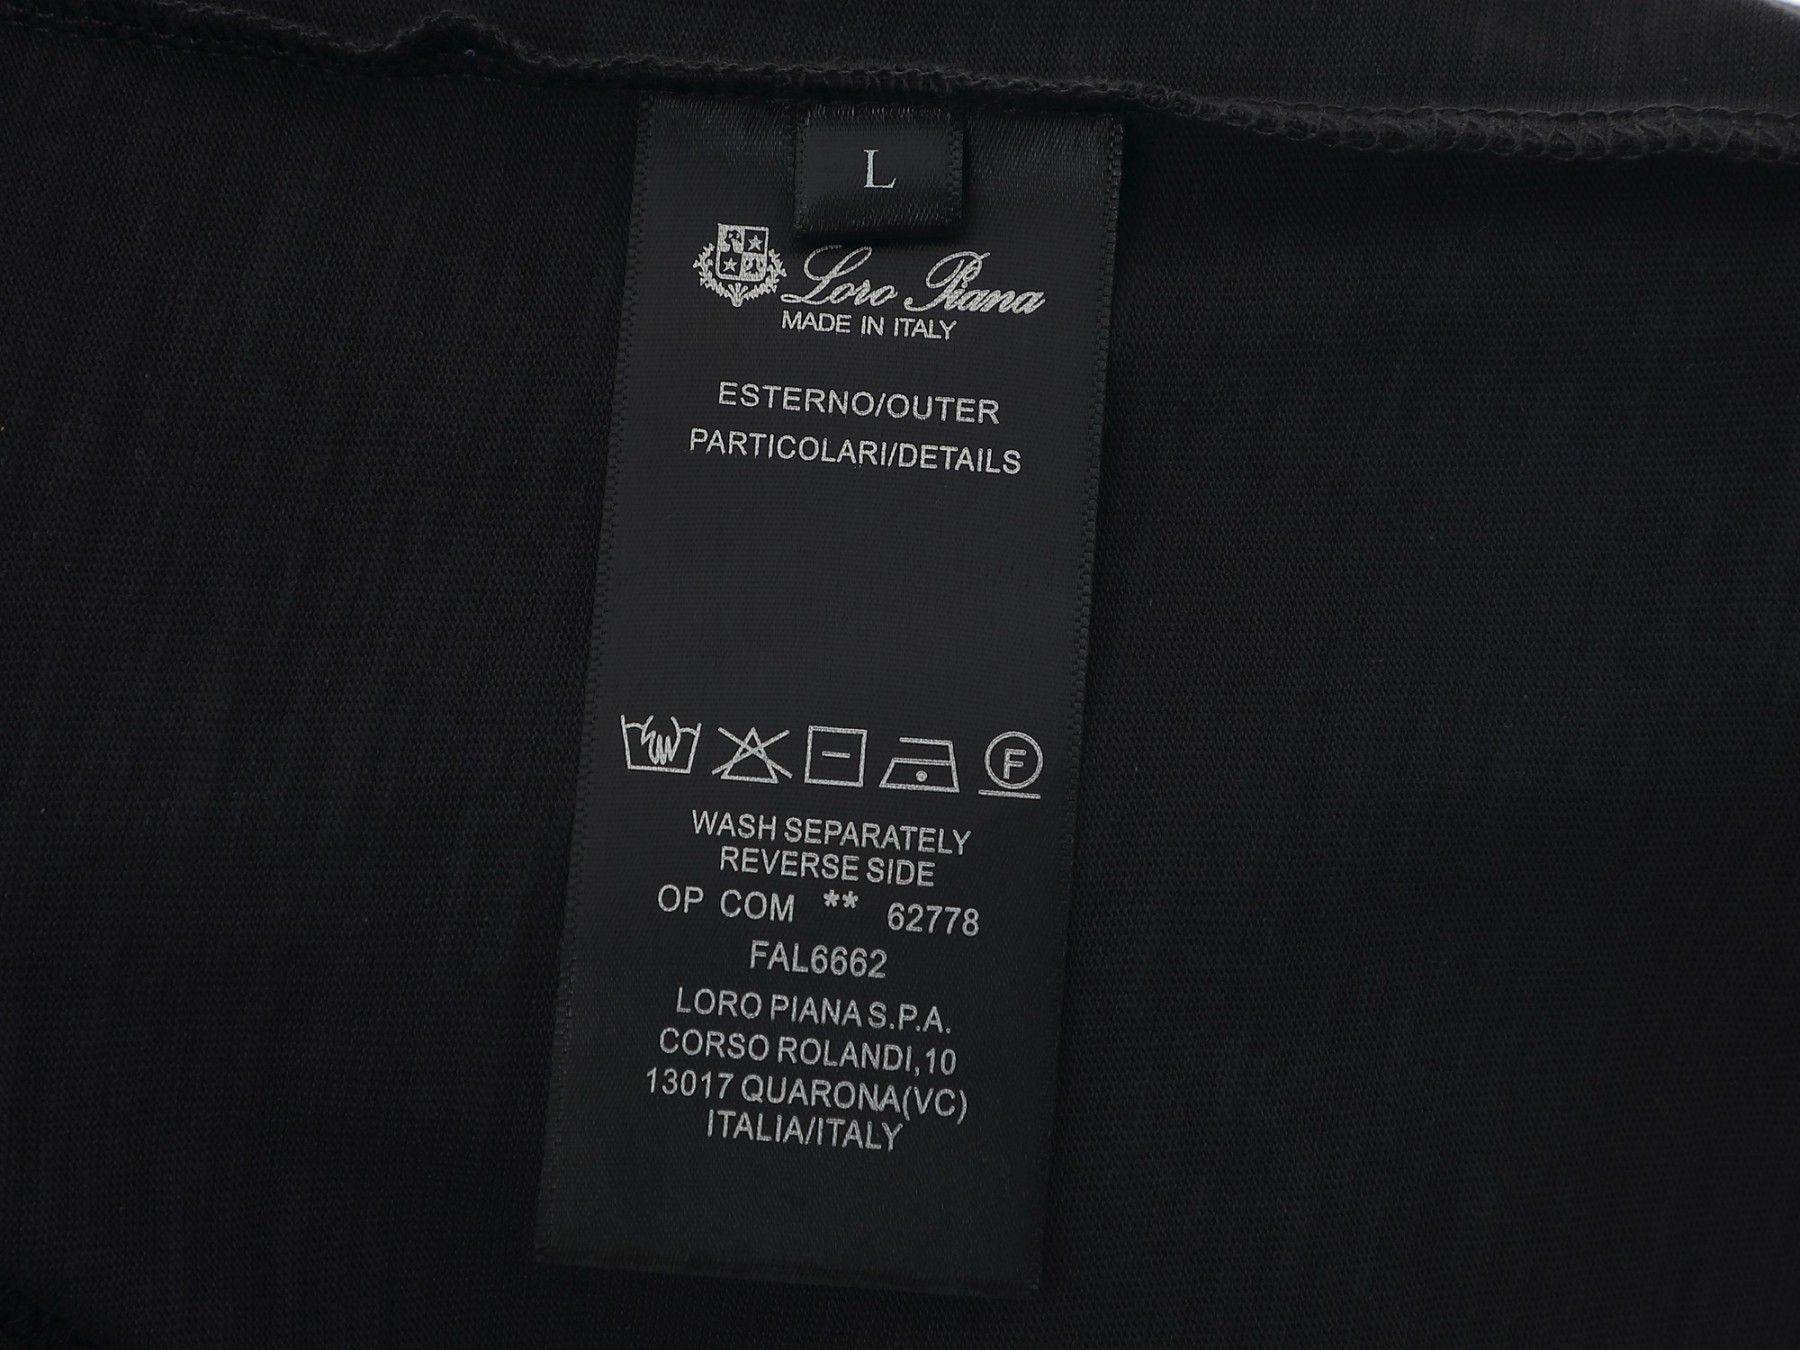 L
Loro Piana
MADE IN ITALY
ESTERNO/OUTER
PARTICOLARI/DETAILS
F
WASH SEPARATELY
REVERSE SIDE
OP COM ** 62778
FAL6662
LORO PIANA S.P.A.
CORSO ROLANDI,10
13017 QUARONA(VC)
ITALIA/ITALY